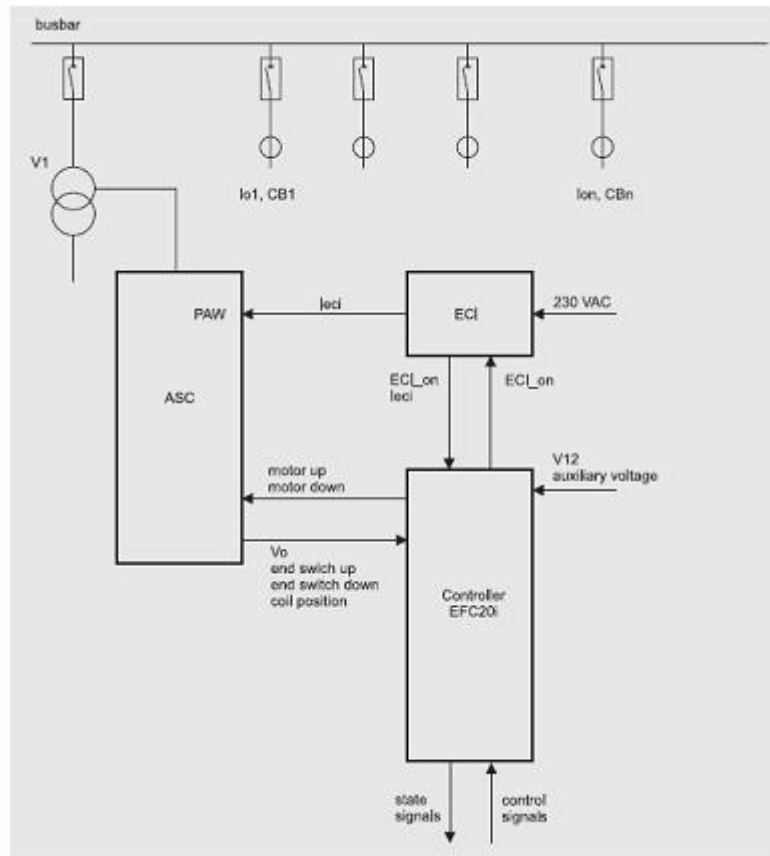 busbar
V1
Io1, CB1
Ion, CBn
PAW
Ieci
ECI
230 VAC
ASC
ECI_on
Ieci
ECI_on
motor up
motor down
V12
auxiliary voltage
Vo
end swich up
end switch down
coil position
Controller
EFC20i
state
signals
control
signals